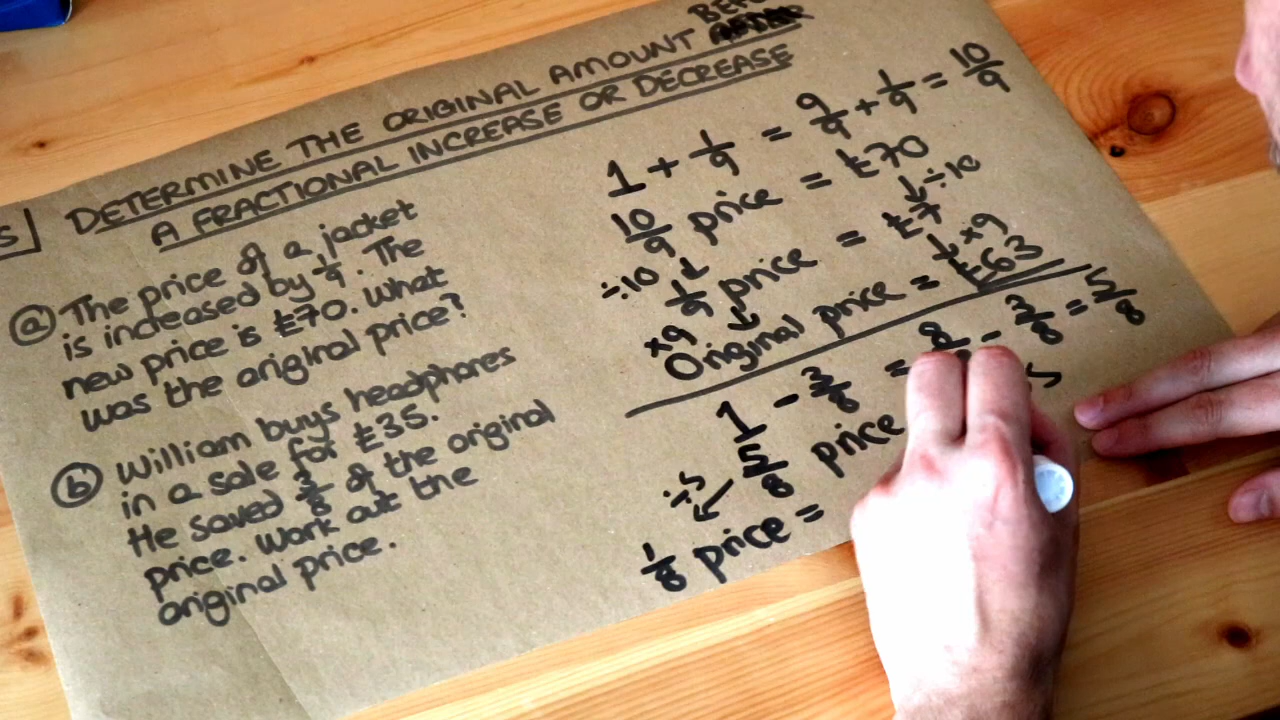 DETERMINE THE ORIGINAL AMOUNT
A FRACTIONAL INCREASE OR DECREASE
a The price of a jacket
is increased by 1/9. The
new price is £70. What
was the original price?
b William buys headphones
in a sale for £35.
He saved 3/8 of the original
price. Work out the
original price.
1 + 1/9 = 9/9 + 1/9 = 10/9
10/9 price = £70
÷10 ↓ ↓ ÷10
1/9 price = £7
×9 ↓ ↓ ×9
Original price = £63
1 - 3/8 = 8 - 3/8 = 5/8
5/8 price
÷5
1/8 price =